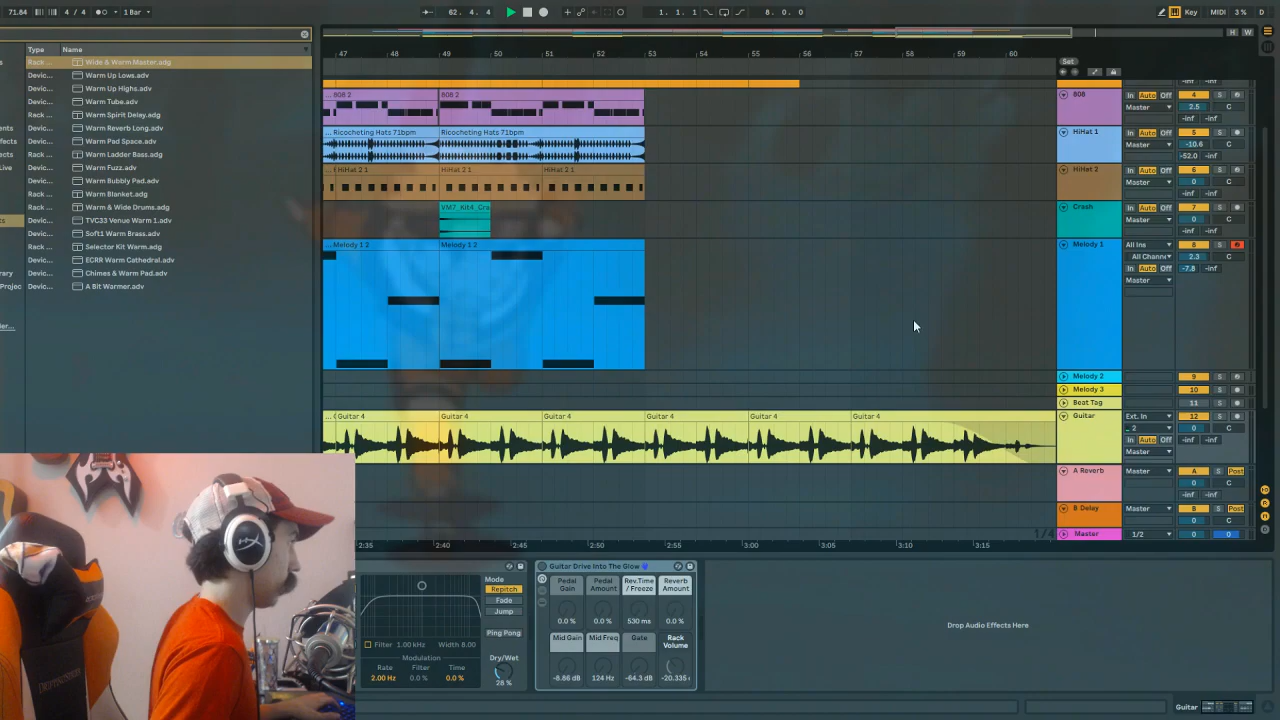 71.84 4 / 4 1 Bar 62. 4. 4 1. 1. 1 8. 0. 0 Key MIDI 3 % D
H W
Type Name
47 48 49 50 51 52 53 54 55 56 57 58 59 60
Set
Rack ... Wide & Warm Master.adg
Devic... Warm Up Lows.adv
Devic... Warm Up Highs.adv
Devic... Warm Tube.adv
Rack ... Warm Spirit Delay.adg
Devic... Warm Reverb Long.adv
Devic... Warm Pad Space.adv
Rack ... Warm Ladder Bass.adg
Devic... Warm Fuzz.adv
Devic... Warm Bubbly Pad.adv
Rack ... Warm Blanket.adg
Rack ... Warm & Wide Drums.adg
Devic... TVC33 Venue Warm 1.adv
Devic... Soft1 Warm Brass.adv
Rack ... Selector Kit Warm.adg
Devic... ECRR Warm Cathedral.adv
Devic... Chimes & Warm Pad.adv
Devic... A Bit Warmer.adv
... 808 2 808 2
808 In Auto Off 4 S
Master 2.5 C
-inf -inf
... Ricocheting Hats 71bpm Ricocheting Hats 71bpm
HiHat 1 In Auto Off 5 S
Master -10.6 C
-52.0 -inf
HiHat 2 1 HiHat 2 1 HiHat 2 1
HiHat 2 In Auto Off 6 S
Master 0 C
-inf -inf
VM7_Kit4_Cra
Crash In Auto Off 7 S
Master 0 C
-inf -inf
... Melody 1 2 Melody 1 2
Melody 1 All Ins 8 S
All Chann 2.3 C
In Auto Off -7.8 -inf
Master
Melody 2 9 S
Melody 3 10 S
Beat Tag 11 S
Guitar 4 Guitar 4 Guitar 4 Guitar 4 Guitar 4 Guitar 4
Guitar Ext. In 12 S
2 0 C
In Auto Off -inf -inf
Master
A Reverb Master A S Post
0 C
-inf -inf
B Delay Master B S Post
0 C
Master 1/2 0 0
1/4
2:35 2:40 2:45 2:50 2:55 3:00 3:05 3:10 3:15
Mode
Repitch
Fade
Jump
Ping Pong
Filter 1.00 kHz Width 8.00
Modulation
Rate Filter Time
2.00 Hz 0.0 % 0.0 %
Dry/Wet
28 %
Guitar Drive Into The Glow
Pedal Gain Pedal Amount Rev.Time / Freeze Reverb Amount
0.0 % 0.0 % 530 ms 0.0 %
Mid Gain Mid Freq Gate Rack Volume
-8.86 dB 124 Hz -64.3 dB -20.335
Drop Audio Effects Here
Guitar